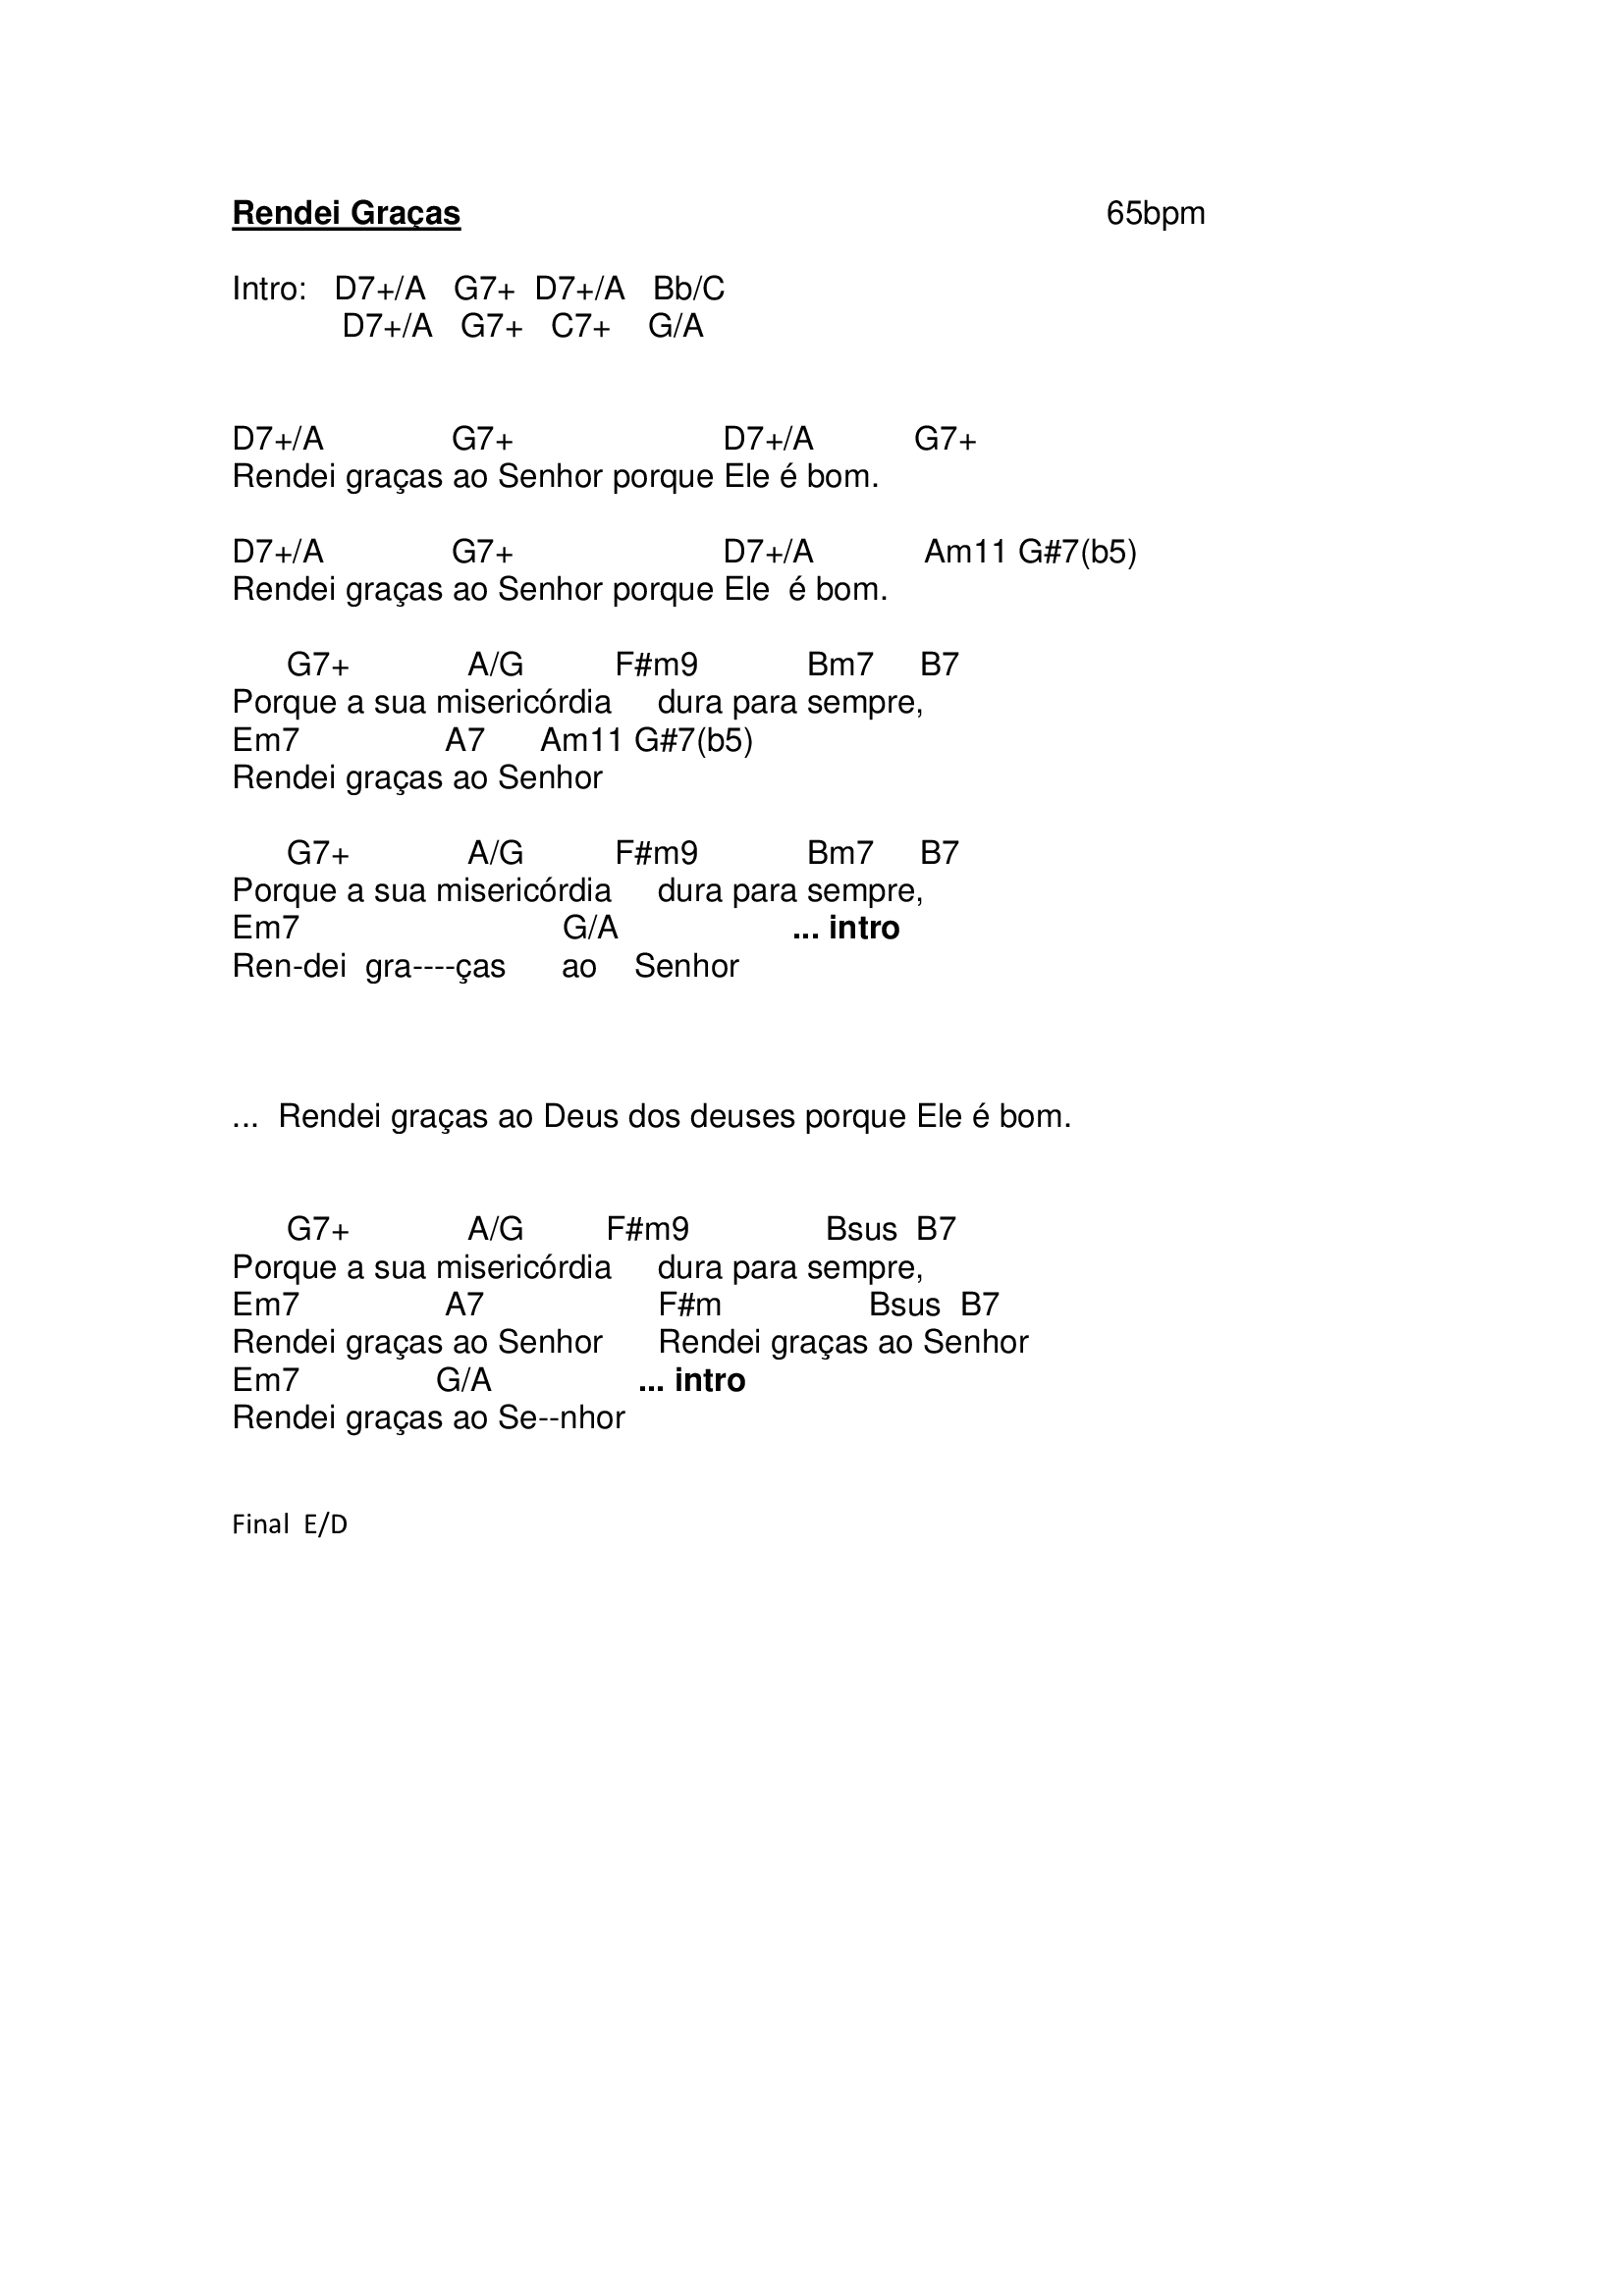 Rendei Graças 65bpm
Intro: D7+/A G7+ D7+/A Bb/C
D7+/A G7+ C7+ G/A
D7+/A G7+ D7+/A G7+
Rendei graças ao Senhor porque Ele é bom.
D7+/A G7+ D7+/A Am11 G#7(b5)
Rendei graças ao Senhor porque Ele é bom.
G7+ A/G F#m9 Bm7 B7
Porque a sua misericórdia dura para sempre,
Em7 A7 Am11 G#7(b5)
Rendei graças ao Senhor
G7+ A/G F#m9 Bm7 B7
Porque a sua misericórdia dura para sempre,
Em7 G/A ... intro
Ren-dei gra----ças ao Senhor
... Rendei graças ao Deus dos deuses porque Ele é bom.
G7+ A/G F#m9 Bsus B7
Porque a sua misericórdia dura para sempre,
Em7 A7 F#m Bsus B7
Rendei graças ao Senhor Rendei graças ao Senhor
Em7 G/A ... intro
Rendei graças ao Se--nhor
Final E/D